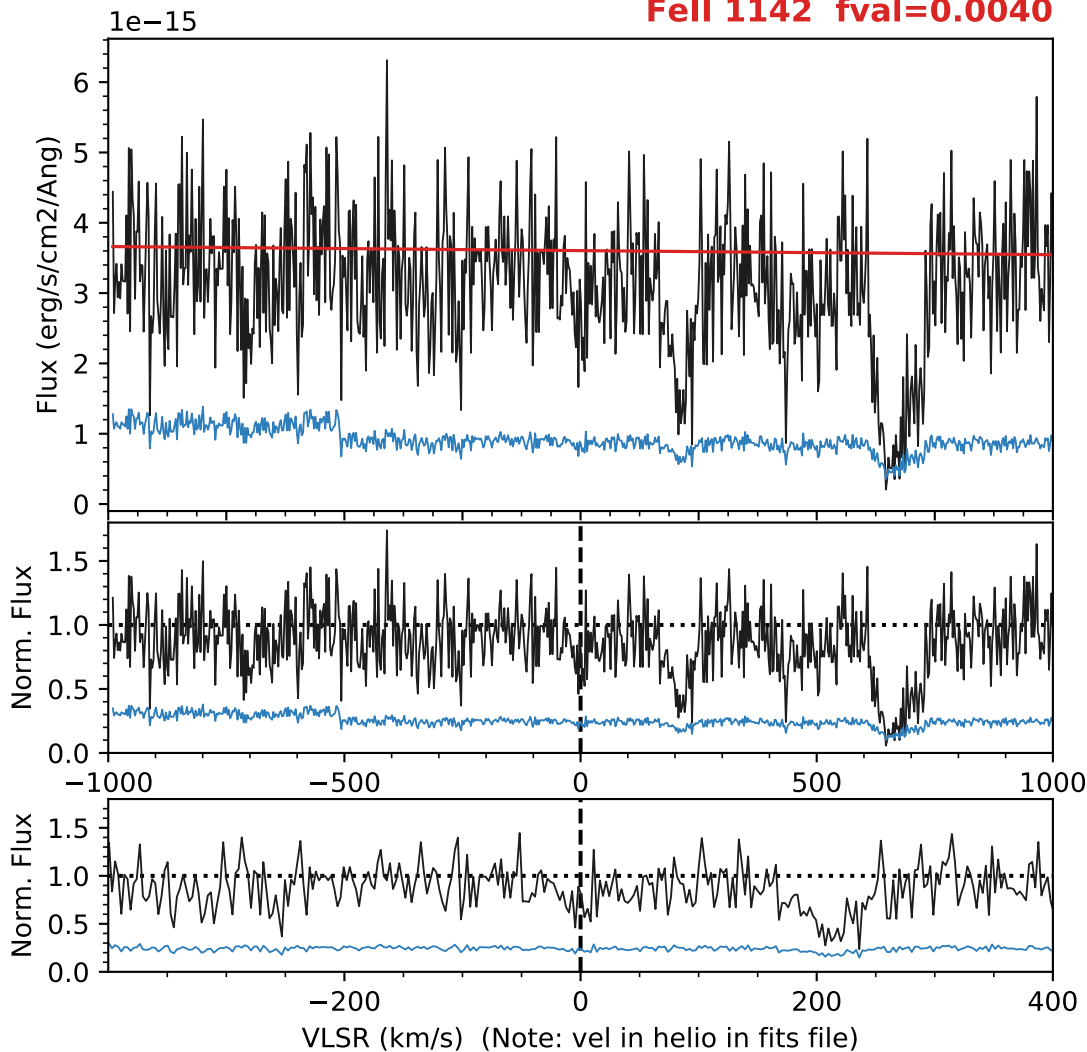 FeII 1142 fval=0.0040
1e−15
6
5
4
3
2
1
0
Flux (erg/s/cm2/Ang)
1.5
1.0
0.5
0.0
Norm. Flux
−1000 −500 0 500 1000
1.5
1.0
0.5
0.0
Norm. Flux
−200 0 200 400
VLSR (km/s) (Note: vel in helio in fits file)